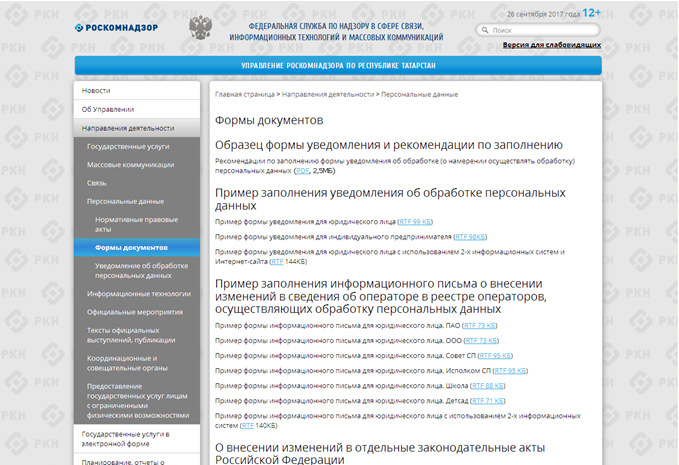 РОСКОМНАДЗОР
ФЕДЕРАЛЬНАЯ СЛУЖБА ПО НАДЗОРУ В СФЕРЕ СВЯЗИ,
ИНФОРМАЦИОННЫХ ТЕХНОЛОГИЙ И МАССОВЫХ КОММУНИКАЦИЙ
26 сентября 2017 года 12+
Поиск
Версия для слабовидящих
УПРАВЛЕНИЕ РОСКОМНАДЗОРА ПО РЕСПУБЛИКЕ ТАТАРСТАН
Новости
Об Управлении
Направления деятельности
Государственные услуги
Массовые коммуникации
Связь
Персональные данные
Нормативные правовые
акты
Формы документов
Уведомление об обработке
персональных данных
Информационные технологии
Официальные мероприятия
Тексты официальных
выступлений, публикации
Координационные и
совещательные органы
Предоставление
государственных услуг лицам
с ограниченными
физическими возможностями
Государственные услуги в
электронной форме
Планирование, отчеты о
Главная страница > Направления деятельности > Персональные данные
Формы документов
Образец формы уведомления и рекомендации по заполнению
Рекомендации по заполнению формы уведомления об обработке (о намерении осуществлять обработку)
персональных данных (PDF, 2,5МБ)
Пример заполнения уведомления об обработке персональных
данных
Пример формы уведомления для юридического лица (RTF 99 КБ)
Пример формы уведомления для индивидуального предпринимателя (RTF 98КБ)
Пример формы уведомления для юридического лица с использованием 2-х информационных систем и
Интернет-сайта (RTF 144КБ)
Пример заполнения информационного письма о внесении
изменений в сведения об операторе в реестре операторов,
осуществляющих обработку персональных данных
Пример формы информационного письма для юридического лица, ПАО (RTF 73 КБ)
Пример формы информационного письма для юридического лица, ООО (RTF 73 КБ)
Пример формы информационного письма для юридического лица, Совет СП (RTF 95 КБ)
Пример формы информационного письма для юридического лица, Исполком СП (RTF 95 КБ)
Пример формы информационного письма для юридического лица, Школа (RTF 88 КБ)
Пример формы информационного письма для юридического лица, Детсад (RTF 71 КБ)
Пример формы информационного письма для юридического лица с использованием 2-х информационных
систем (RTF 140КБ)
О внесении изменений в отдельные законодательные акты
Российской Федерации